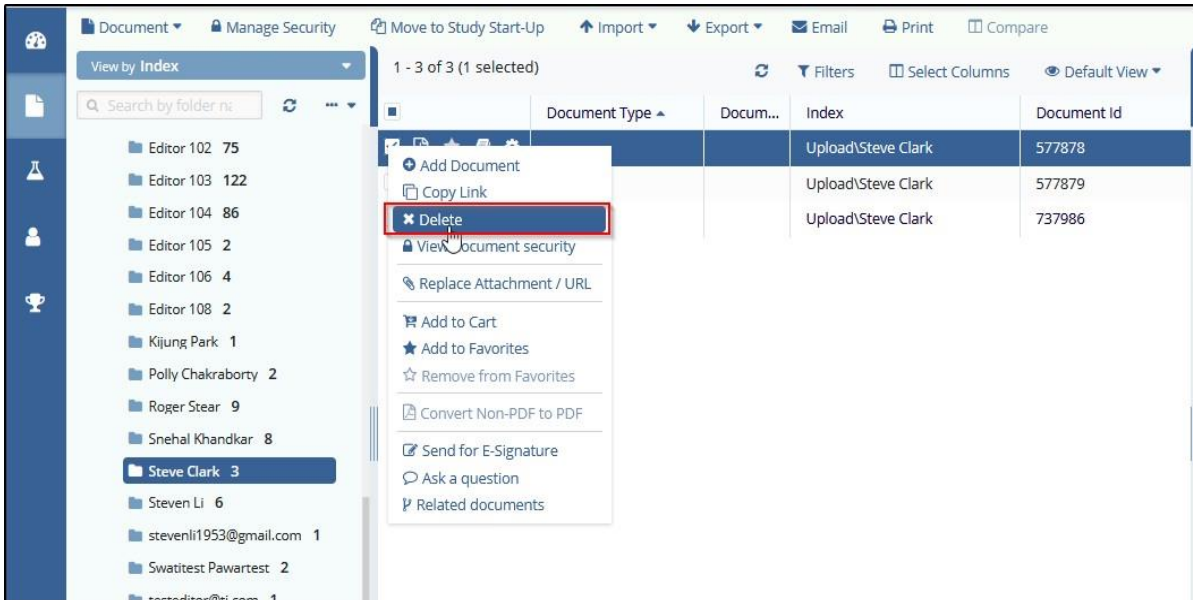 Document Manage Security Move to Study Start-Up Import Export Email Print Compare
View by Index
1 - 3 of 3 (1 selected) Filters Select Columns Default View
Search by folder na
Document Type Docum... Index Document Id
Editor 102 75
Editor 103 122
Editor 104 86
Editor 105 2
Editor 106 4
Editor 108 2
Kijung Park 1
Polly Chakraborty 2
Roger Stear 9
Snehal Khandkar 8
Steve Clark 3
Steven Li 6
stevenli1953@gmail.com 1
Swatitest Pawartest 2
testeditor@ti.com 1
Upload\Steve Clark 577878
Upload\Steve Clark 577879
Upload\Steve Clark 737986
Add Document
Copy Link
Delete
View Document security
Replace Attachment / URL
Add to Cart
Add to Favorites
Remove from Favorites
Convert Non-PDF to PDF
Send for E-Signature
Ask a question
Related documents